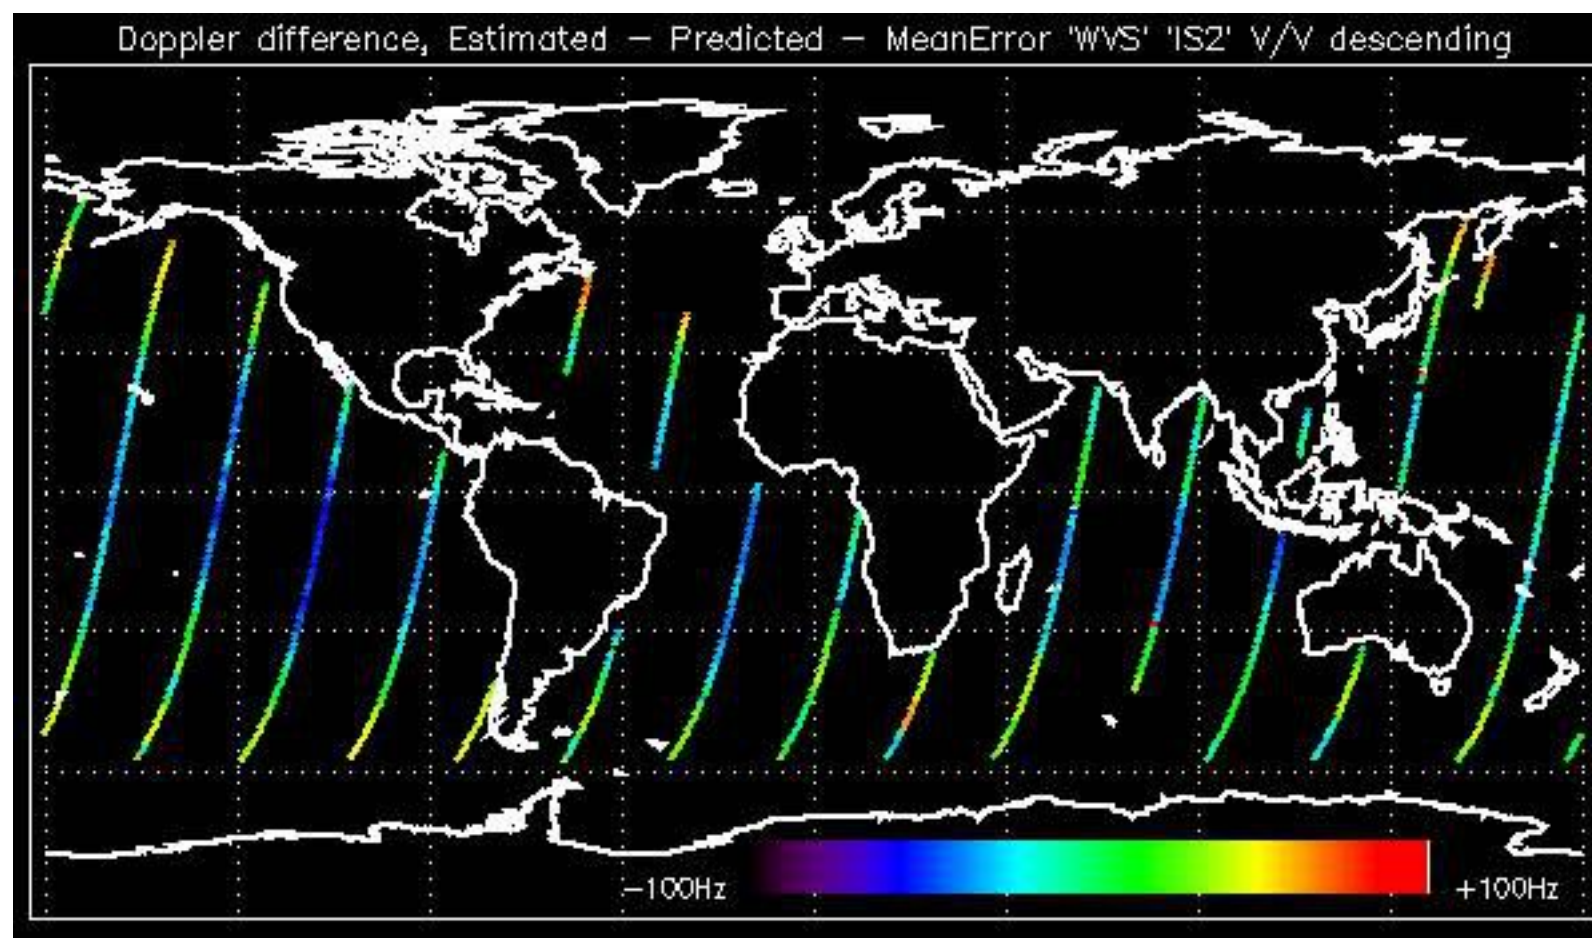 Doppler difference, Estimated – Predicted – MeanError 'WVS' 'IS2' V/V descending
–100Hz +100Hz